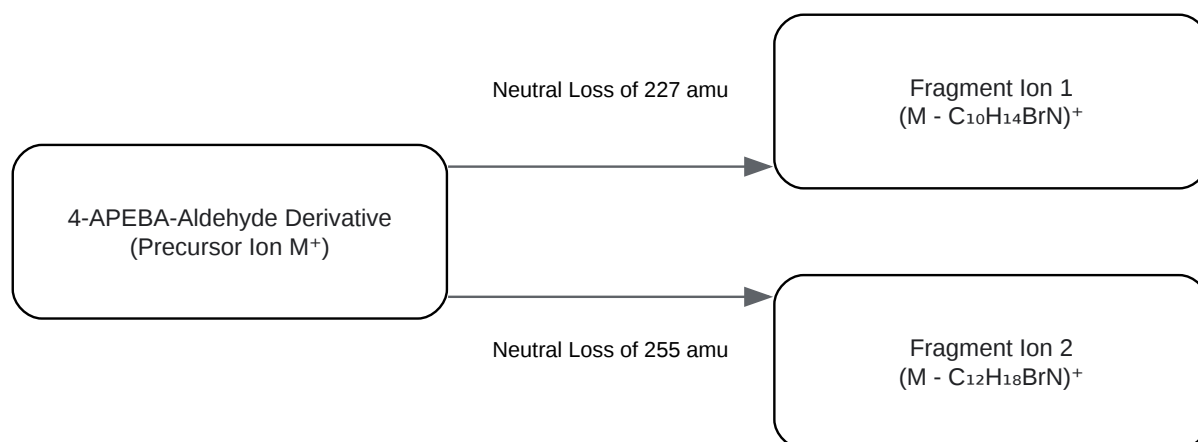 Neutral Loss of 227 amu
Fragment Ion 1
(M - C₁₀H₁₄BrN)⁺
4-APEBA-Aldehyde Derivative
(Precursor Ion M⁺)
Neutral Loss of 255 amu
Fragment Ion 2
(M - C₁₂H₁₈BrN)⁺